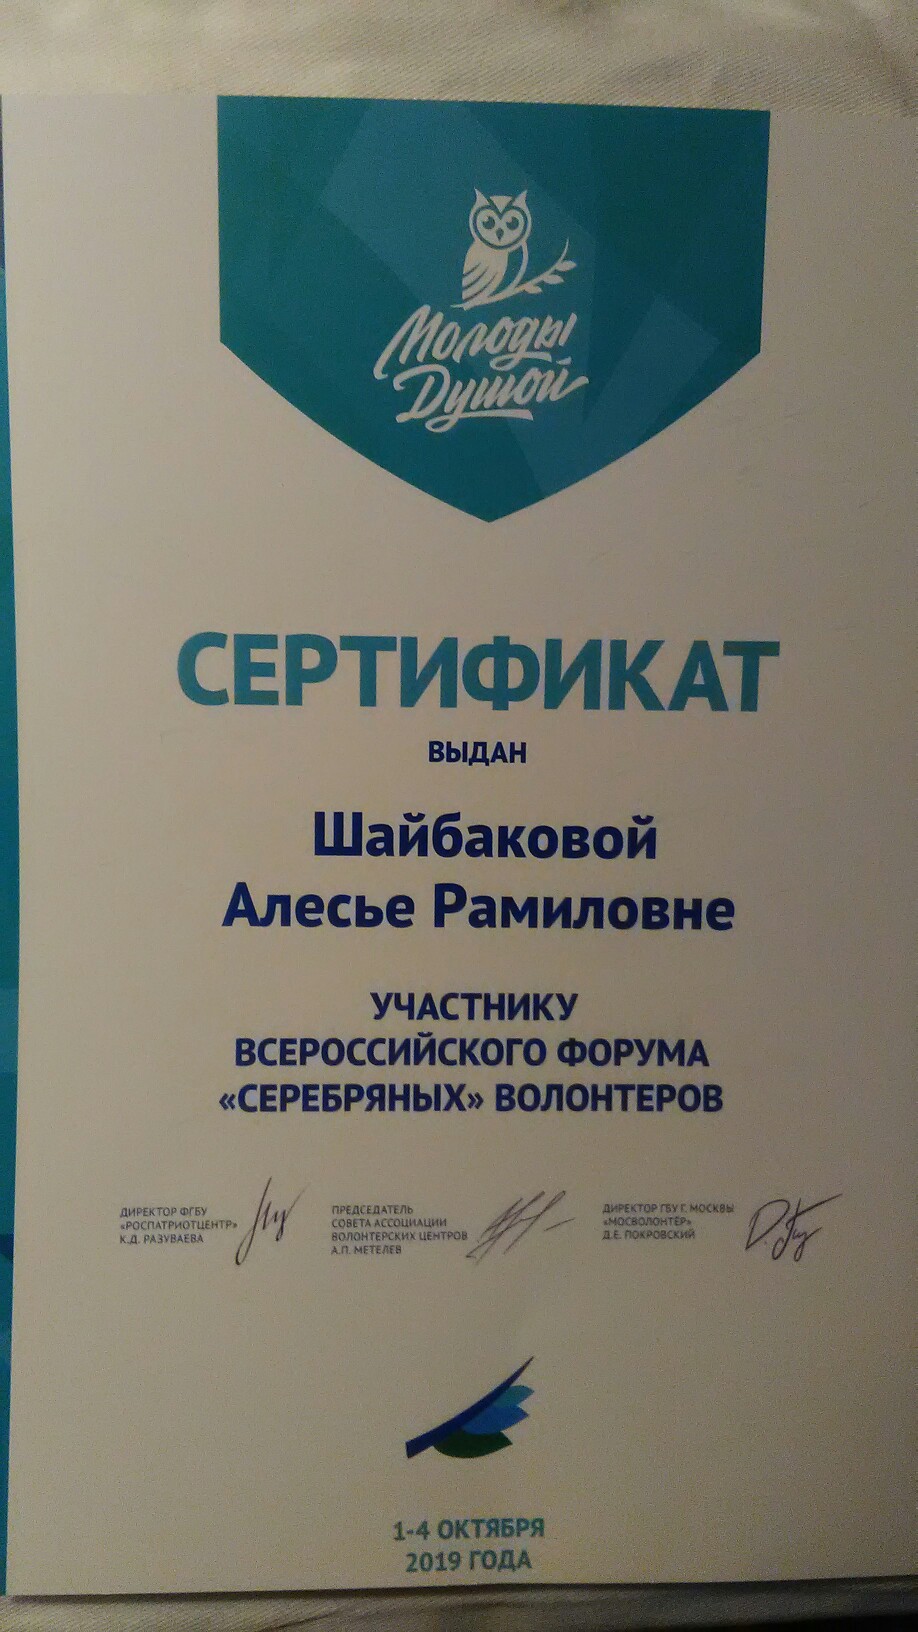 Молоды
Душой
СЕРТИФИКАТ
ВЫДАН
Шайбаковой
Алесье Рамиловне
УЧАСТНИКУ
ВСЕРОССИЙСКОГО ФОРУМА
«СЕРЕБРЯНЫХ» ВОЛОНТЕРОВ
ДИРЕКТОР ФГБУ
«РОСПАТРИОТЦЕНТР»
К.Д. РАЗУВАЕВА
ПРЕДСЕДАТЕЛЬ
СОВЕТА АССОЦИАЦИИ
ВОЛОНТЕРСКИХ ЦЕНТРОВ
А.П. МЕТЕЛЕВ
ДИРЕКТОР ГБУ Г. МОСКВЫ
«МОСВОЛОНТЁР»
Д.Е. ПОКРОВСКИЙ
1-4 ОКТЯБРЯ
2019 ГОДА